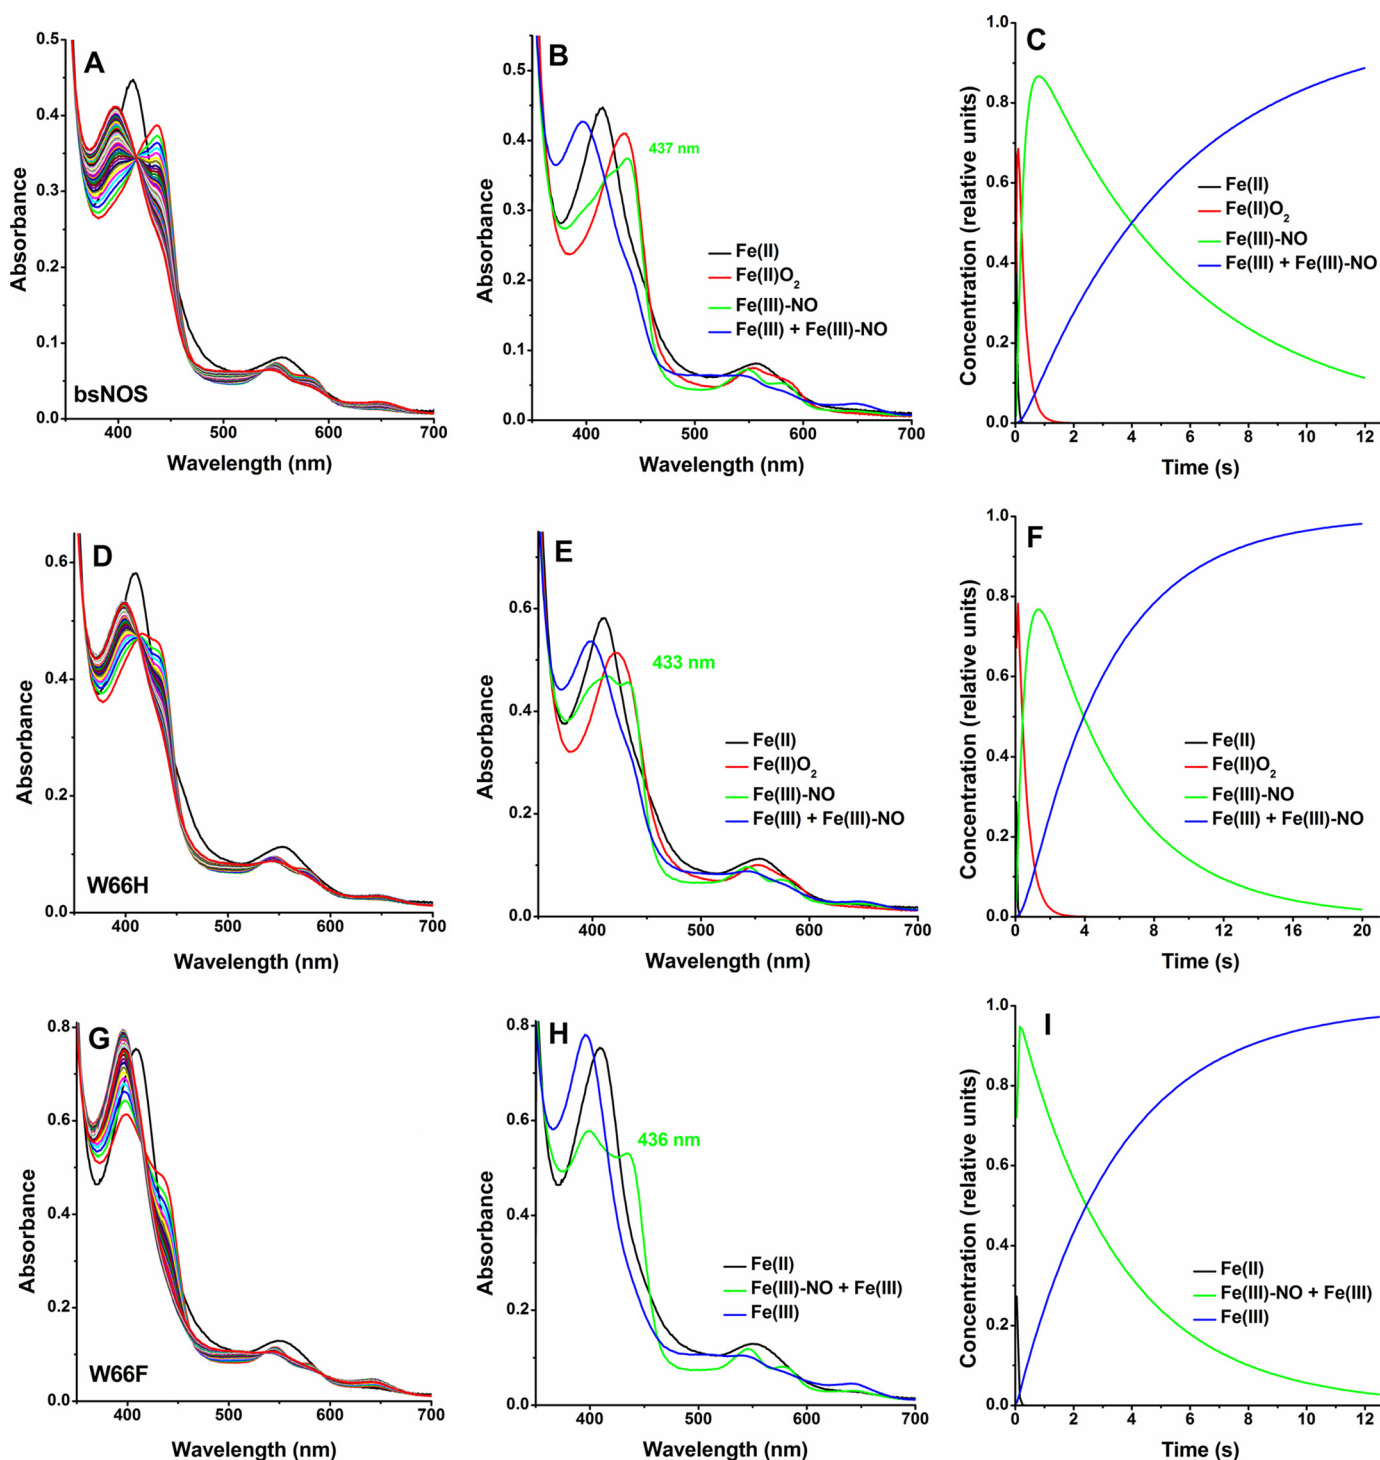 A
0.5
0.4
0.3
0.2
0.1
0.0
Absorbance
bsNOS
400
500
600
700
Wavelength (nm)
B
0.5
0.4
0.3
0.2
0.1
0.0
Absorbance
437 nm
Fe(II)
Fe(II)O2
Fe(III)-NO
Fe(III) + Fe(III)-NO
400
500
600
700
Wavelength (nm)
C
1.0
0.8
0.6
0.4
0.2
0.0
Concentration (relative units)
Fe(II)
Fe(II)O2
Fe(III)-NO
Fe(III) + Fe(III)-NO
0
2
4
6
8
10
12
Time (s)
D
0.6
0.4
0.2
0.0
Absorbance
W66H
400
500
600
700
Wavelength (nm)
E
0.6
0.4
0.2
0.0
Absorbance
433 nm
Fe(II)
Fe(II)O2
Fe(III)-NO
Fe(III) + Fe(III)-NO
400
500
600
700
Wavelength (nm)
F
1.0
0.8
0.6
0.4
0.2
0.0
Concentration (relative units)
Fe(II)
Fe(II)O2
Fe(III)-NO
Fe(III) + Fe(III)-NO
0
4
8
12
16
20
Time (s)
G
0.8
0.6
0.4
0.2
0.0
Absorbance
W66F
400
500
600
700
Wavelength (nm)
H
0.8
0.6
0.4
0.2
0.0
Absorbance
436 nm
Fe(II)
Fe(III)-NO + Fe(III)
Fe(III)
400
500
600
700
Wavelength (nm)
I
1.0
0.8
0.6
0.4
0.2
0.0
Concentration (relative units)
Fe(II)
Fe(III)-NO + Fe(III)
Fe(III)
0
2
4
6
8
10
12
Time (s)